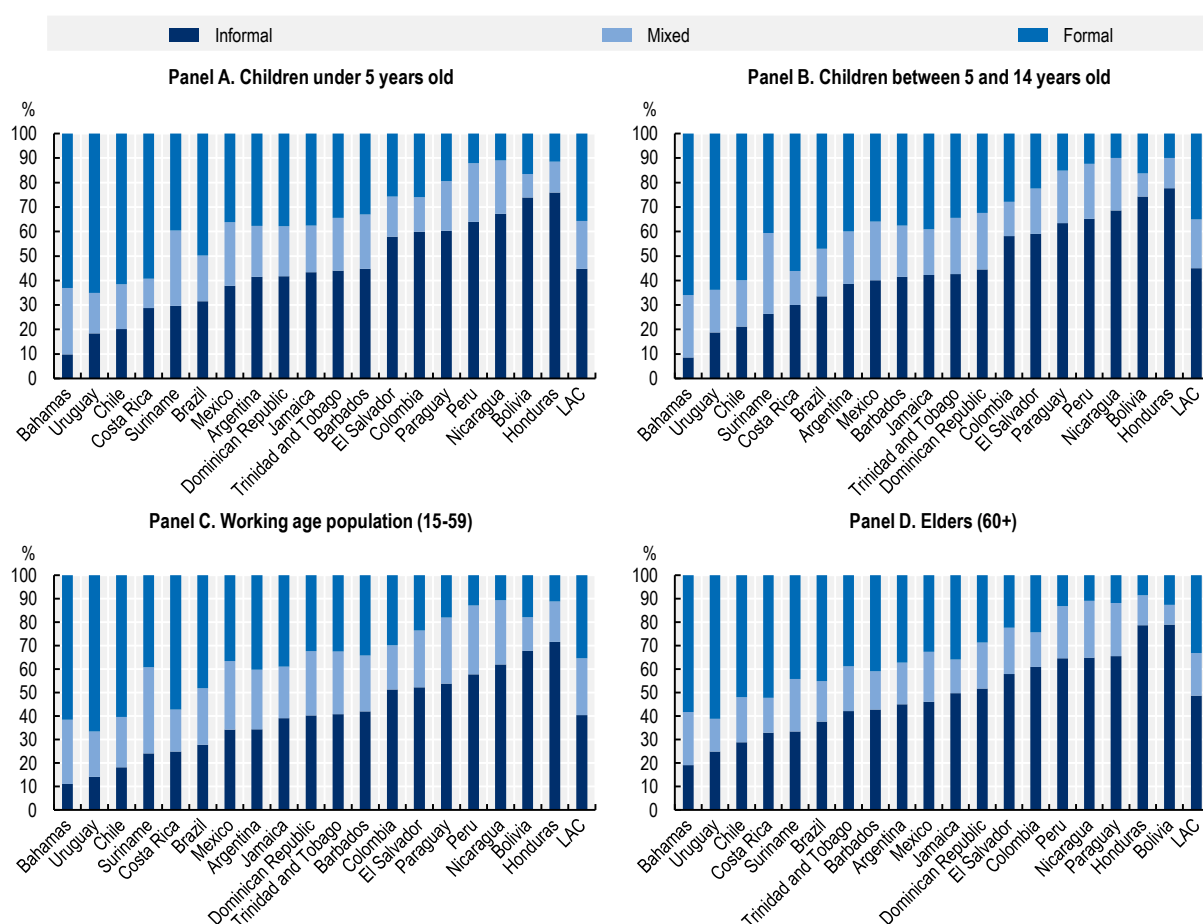 Informal
Mixed
Formal
Panel A. Children under 5 years old
%
100
90
80
70
60
50
40
30
20
10
0
Bahamas
Uruguay
Chile
Costa Rica
Suriname
Brazil
Mexico
Argentina
Dominican Republic
Jamaica
Trinidad and Tobago
Barbados
El Salvador
Colombia
Paraguay
Peru
Nicaragua
Bolivia
Honduras
LAC
Panel B. Children between 5 and 14 years old
%
100
90
80
70
60
50
40
30
20
10
0
Bahamas
Uruguay
Chile
Suriname
Costa Rica
Brazil
Argentina
Mexico
Barbados
Jamaica
Trinidad and Tobago
Dominican Republic
Colombia
El Salvador
Paraguay
Peru
Nicaragua
Bolivia
Honduras
LAC
Panel C. Working age population (15-59)
%
100
90
80
70
60
50
40
30
20
10
0
Bahamas
Uruguay
Chile
Suriname
Costa Rica
Brazil
Mexico
Argentina
Jamaica
Dominican Republic
Trinidad and Tobago
Barbados
Colombia
El Salvador
Paraguay
Peru
Nicaragua
Bolivia
Honduras
LAC
Panel D. Elders (60+)
%
100
90
80
70
60
50
40
30
20
10
0
Bahamas
Uruguay
Chile
Costa Rica
Suriname
Brazil
Trinidad and Tobago
Barbados
Argentina
Mexico
Jamaica
Dominican Republic
El Salvador
Colombia
Peru
Nicaragua
Paraguay
Honduras
Bolivia
LAC